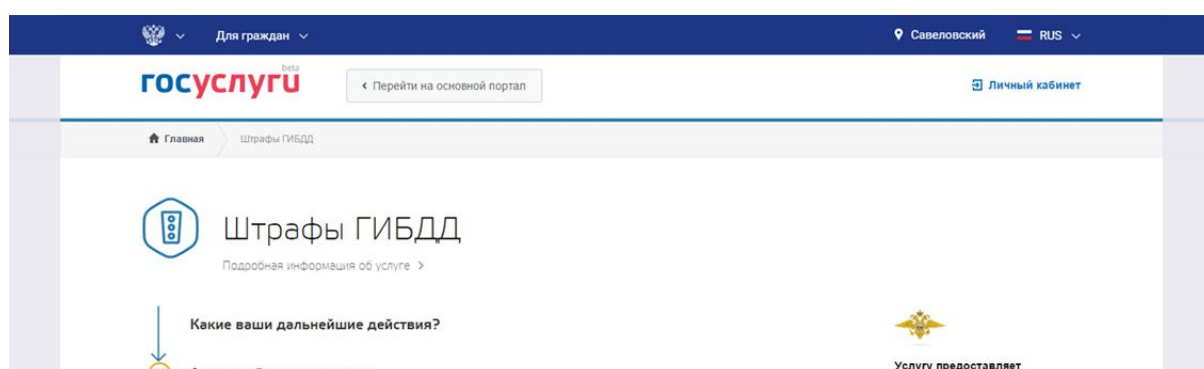 Для граждан
Савеловский
RUS
госуслуги
beta
Перейти на основной портал
Личный кабинет
Главная
Штрафы ГИБДД
Штрафы ГИБДД
Подробная информация об услуге
Какие ваши дальнейшие действия?
Услугу предоставляет